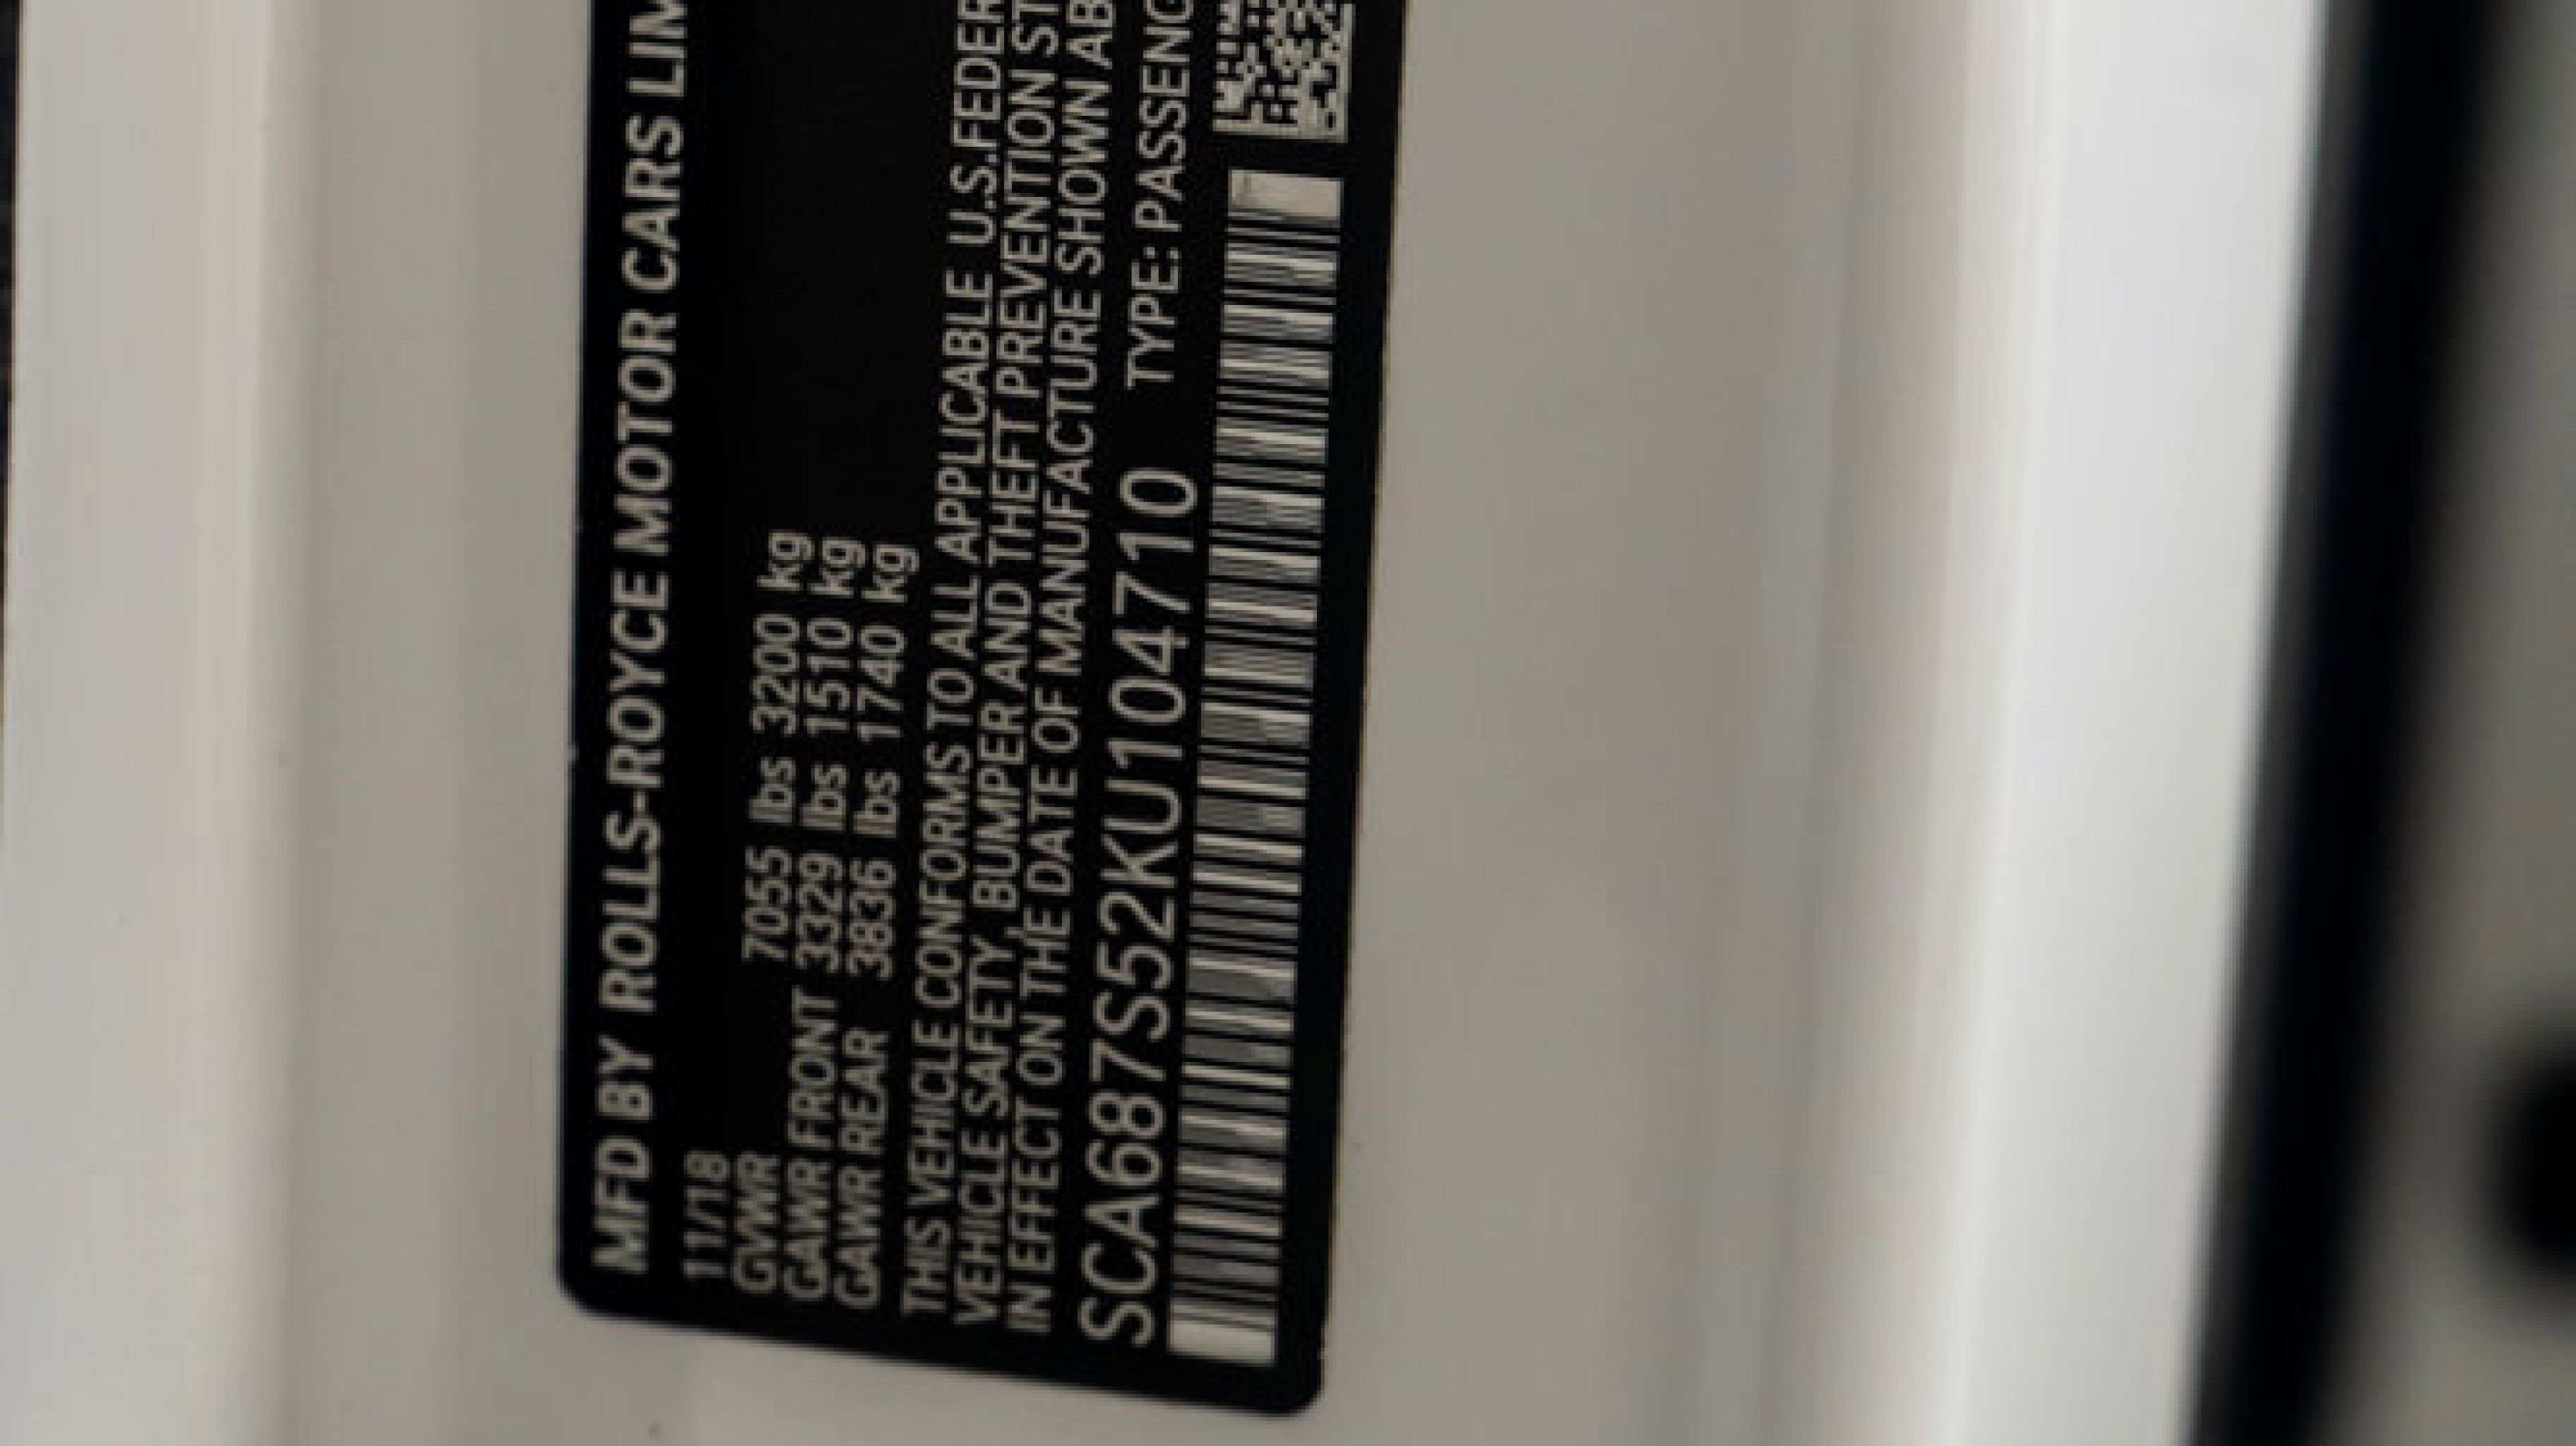 MFD BY ROLLS-ROYCE MOTOR CARS LIM
11/18
GVWR 7055 lbs 3200 kg
GAWR FRONT 3329 lbs 1510 kg
GAWR REAR 3836 lbs 1740 kg
THIS VEHICLE CONFORMS TO ALL APPLICABLE U.S.FEDER
VEHICLE SAFETY, BUMPER AND THEFT PREVENTION ST
IN EFFECT ON THE DATE OF MANUFACTURE SHOWN AB
SCA687S52KU104710 TYPE: PASSENG